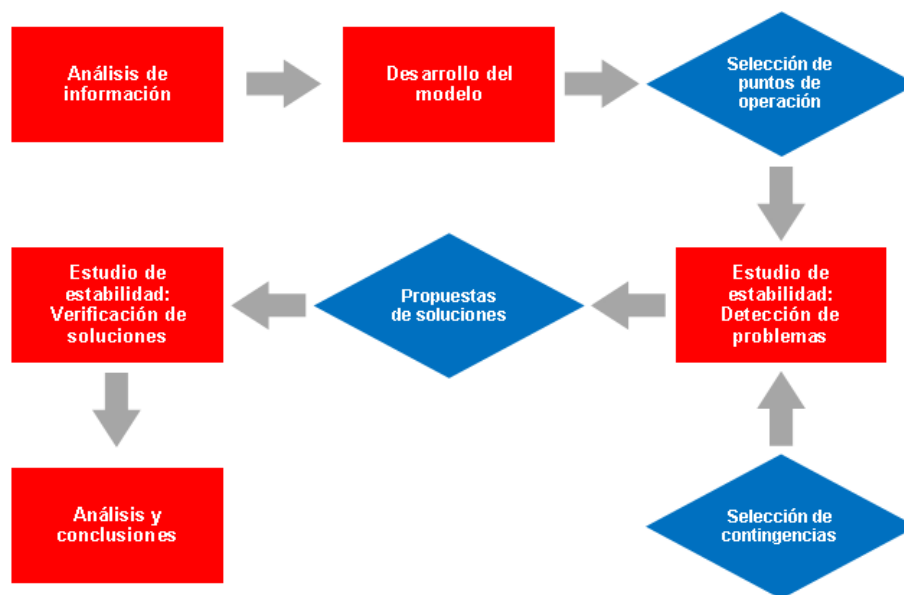 Análisis de
información
Desarrollo del
modelo
Selección de
puntos de
operación
Estudio de
estabilidad:
Detección de
problemas
Propuestas
de soluciones
Estudio de
estabilidad:
Verificación de
soluciones
Análisis y
conclusiones
Selección de
contingencias